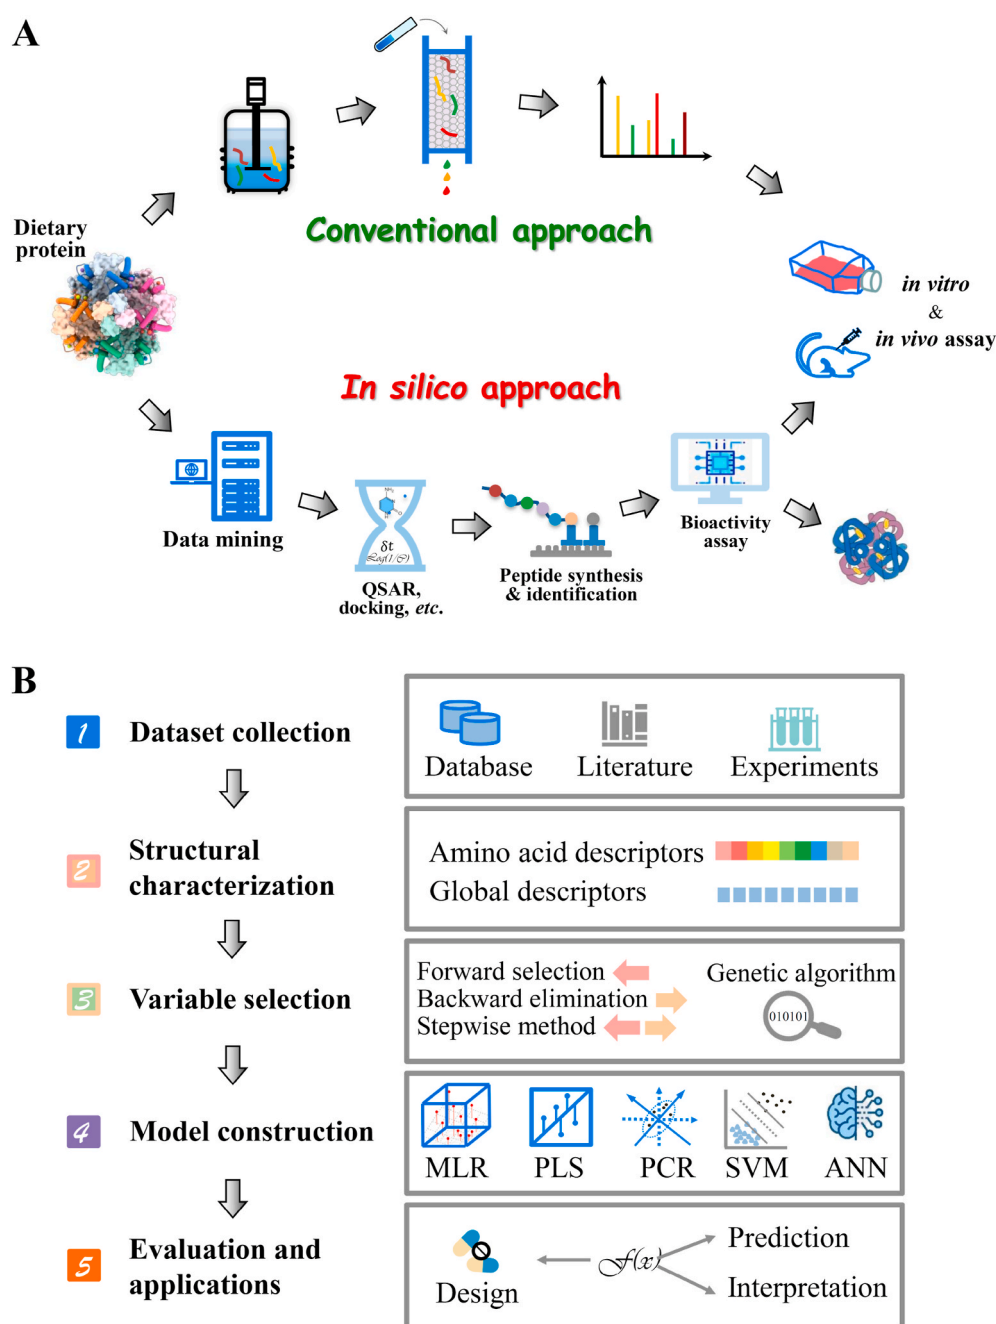 A
Dietary
protein
Conventional approach
in vitro
&
in vivo assay
In silico approach
Data mining
δt
Log(1/C)
QSAR,
docking, etc.
Peptide synthesis
& identification
Bioactivity
assay
B
1 Dataset collection
Database Literature Experiments
2 Structural
characterization
Amino acid descriptors
Global descriptors
3 Variable selection
Forward selection
Backward elimination
Stepwise method
Genetic algorithm
010101
4 Model construction
MLR PLS PCR SVM ANN
5 Evaluation and
applications
Design
F(x)
Prediction
Interpretation